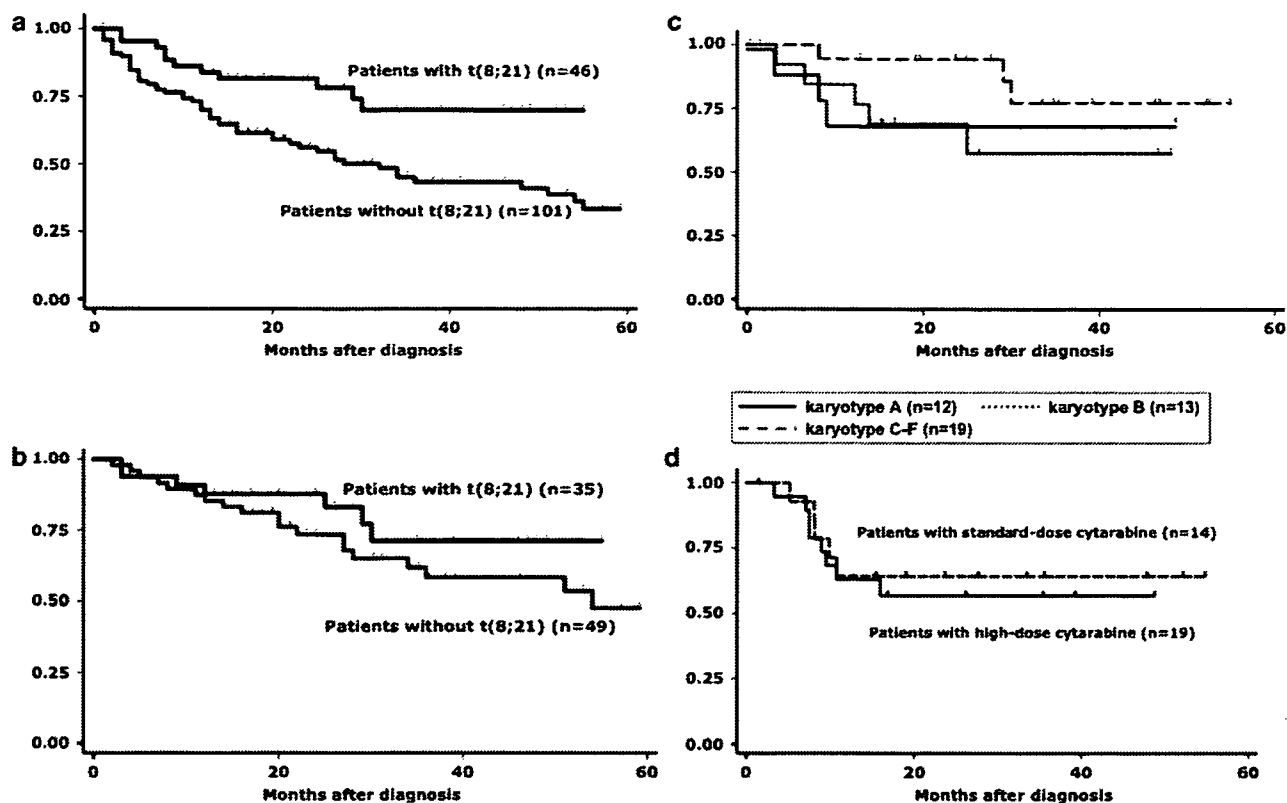 a
1.00
0.75
0.50
0.25
0.00
Patients with t(8;21) (n=46)
Patients without t(8;21) (n=101)
0 20 40 60
Months after diagnosis
c
1.00
0.75
0.50
0.25
0.00
0 20 40 60
Months after diagnosis
karyotype A (n=12) karyotype B (n=13)
karyotype C-F (n=19)
b
1.00
0.75
0.50
0.25
0.00
Patients with t(8;21) (n=35)
Patients without t(8;21) (n=49)
0 20 40 60
Months after diagnosis
d
1.00
0.75
0.50
0.25
0.00
Patients with standard-dose cytarabine (n=14)
Patients with high-dose cytarabine (n=19)
0 20 40 60
Months after diagnosis